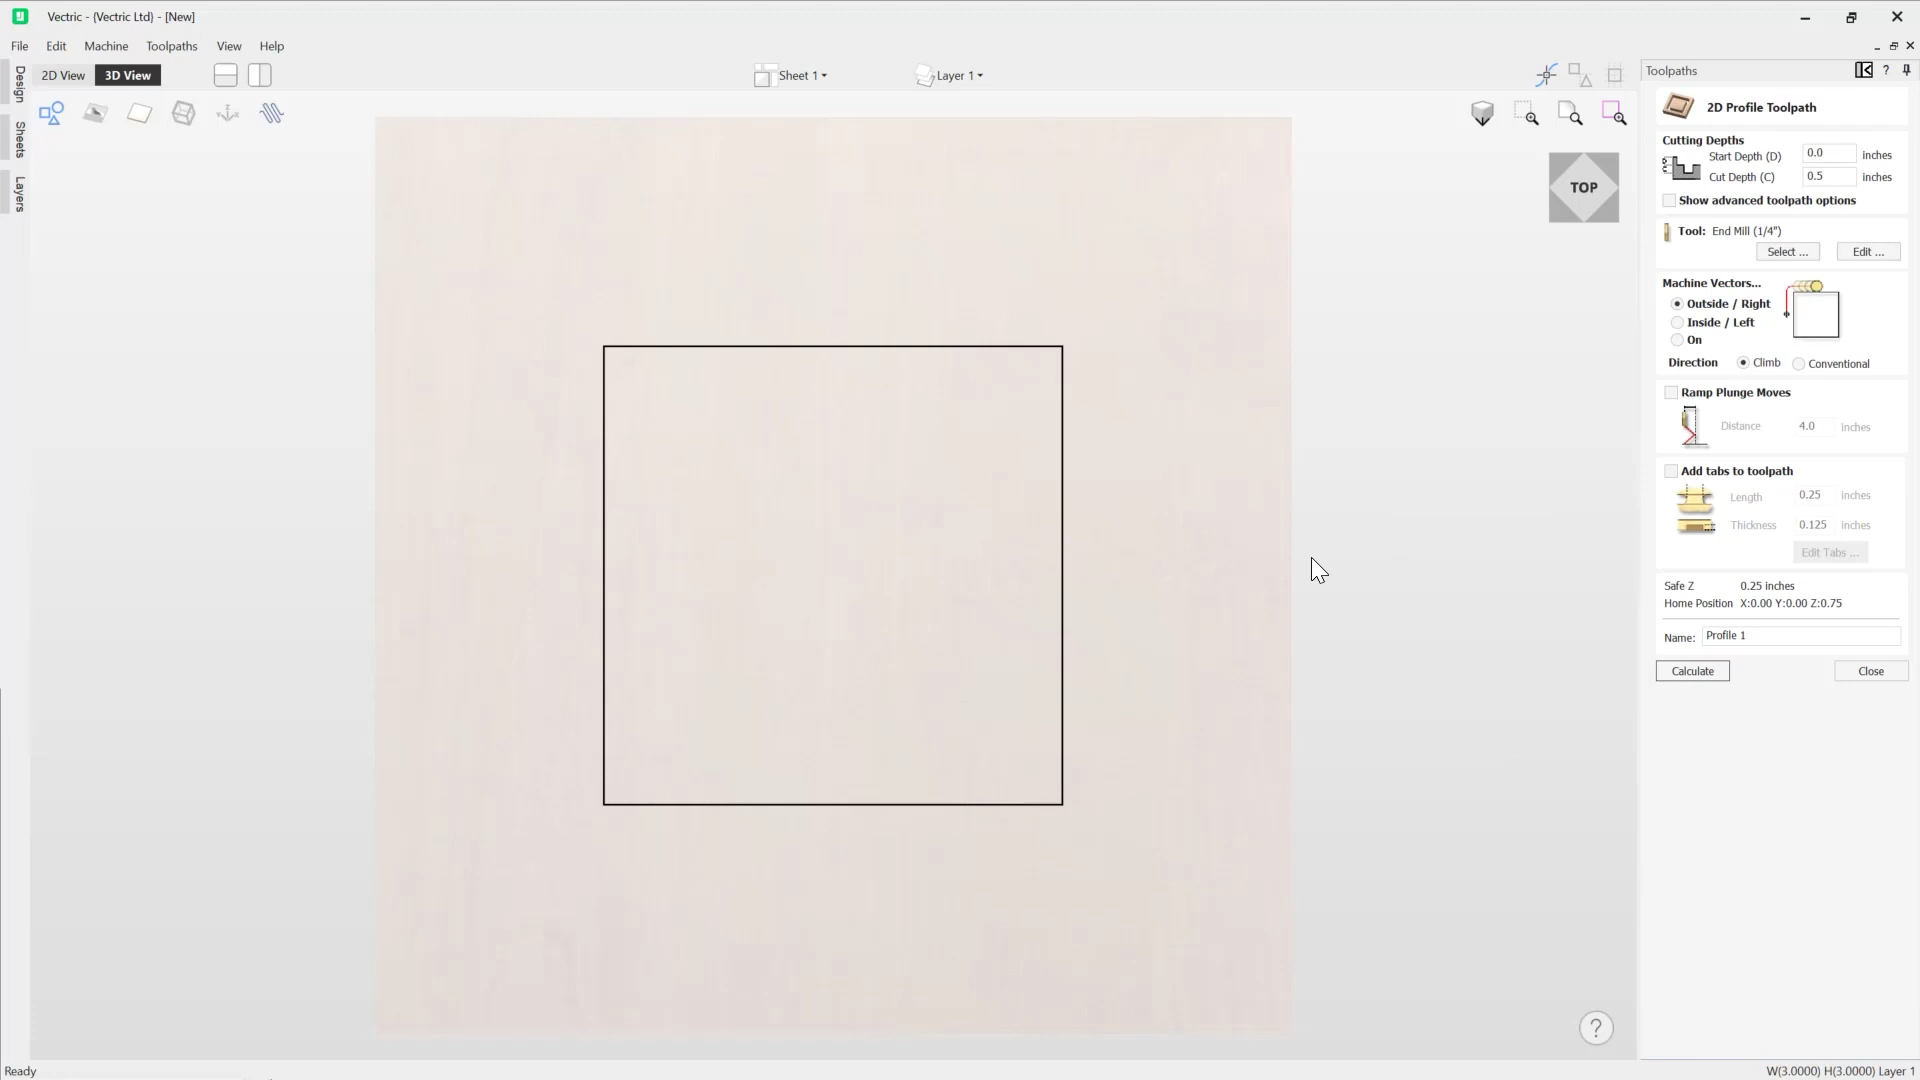 Vectric - {Vectric Ltd} - [New]
File Edit Machine Toolpaths View Help
2D View 3D View Sheet 1 Layer 1
Design
Sheets
Layers
TOP
Toolpaths ?
2D Profile Toolpath
Cutting Depths
Start Depth (D) 0.0 inches
Cut Depth (C) 0.5 inches
Show advanced toolpath options
Tool: End Mill (1/4")
Select ... Edit ...
Machine Vectors...
Outside / Right
Inside / Left
On
Direction Climb Conventional
Ramp Plunge Moves
Distance 4.0 inches
Add tabs to toolpath
Length 0.25 inches
Thickness 0.125 inches
Edit Tabs ...
Safe Z 0.25 inches
Home Position X:0.00 Y:0.00 Z:0.75
Name: Profile 1
Calculate Close
?
Ready W(3.0000) H(3.0000) Layer 1